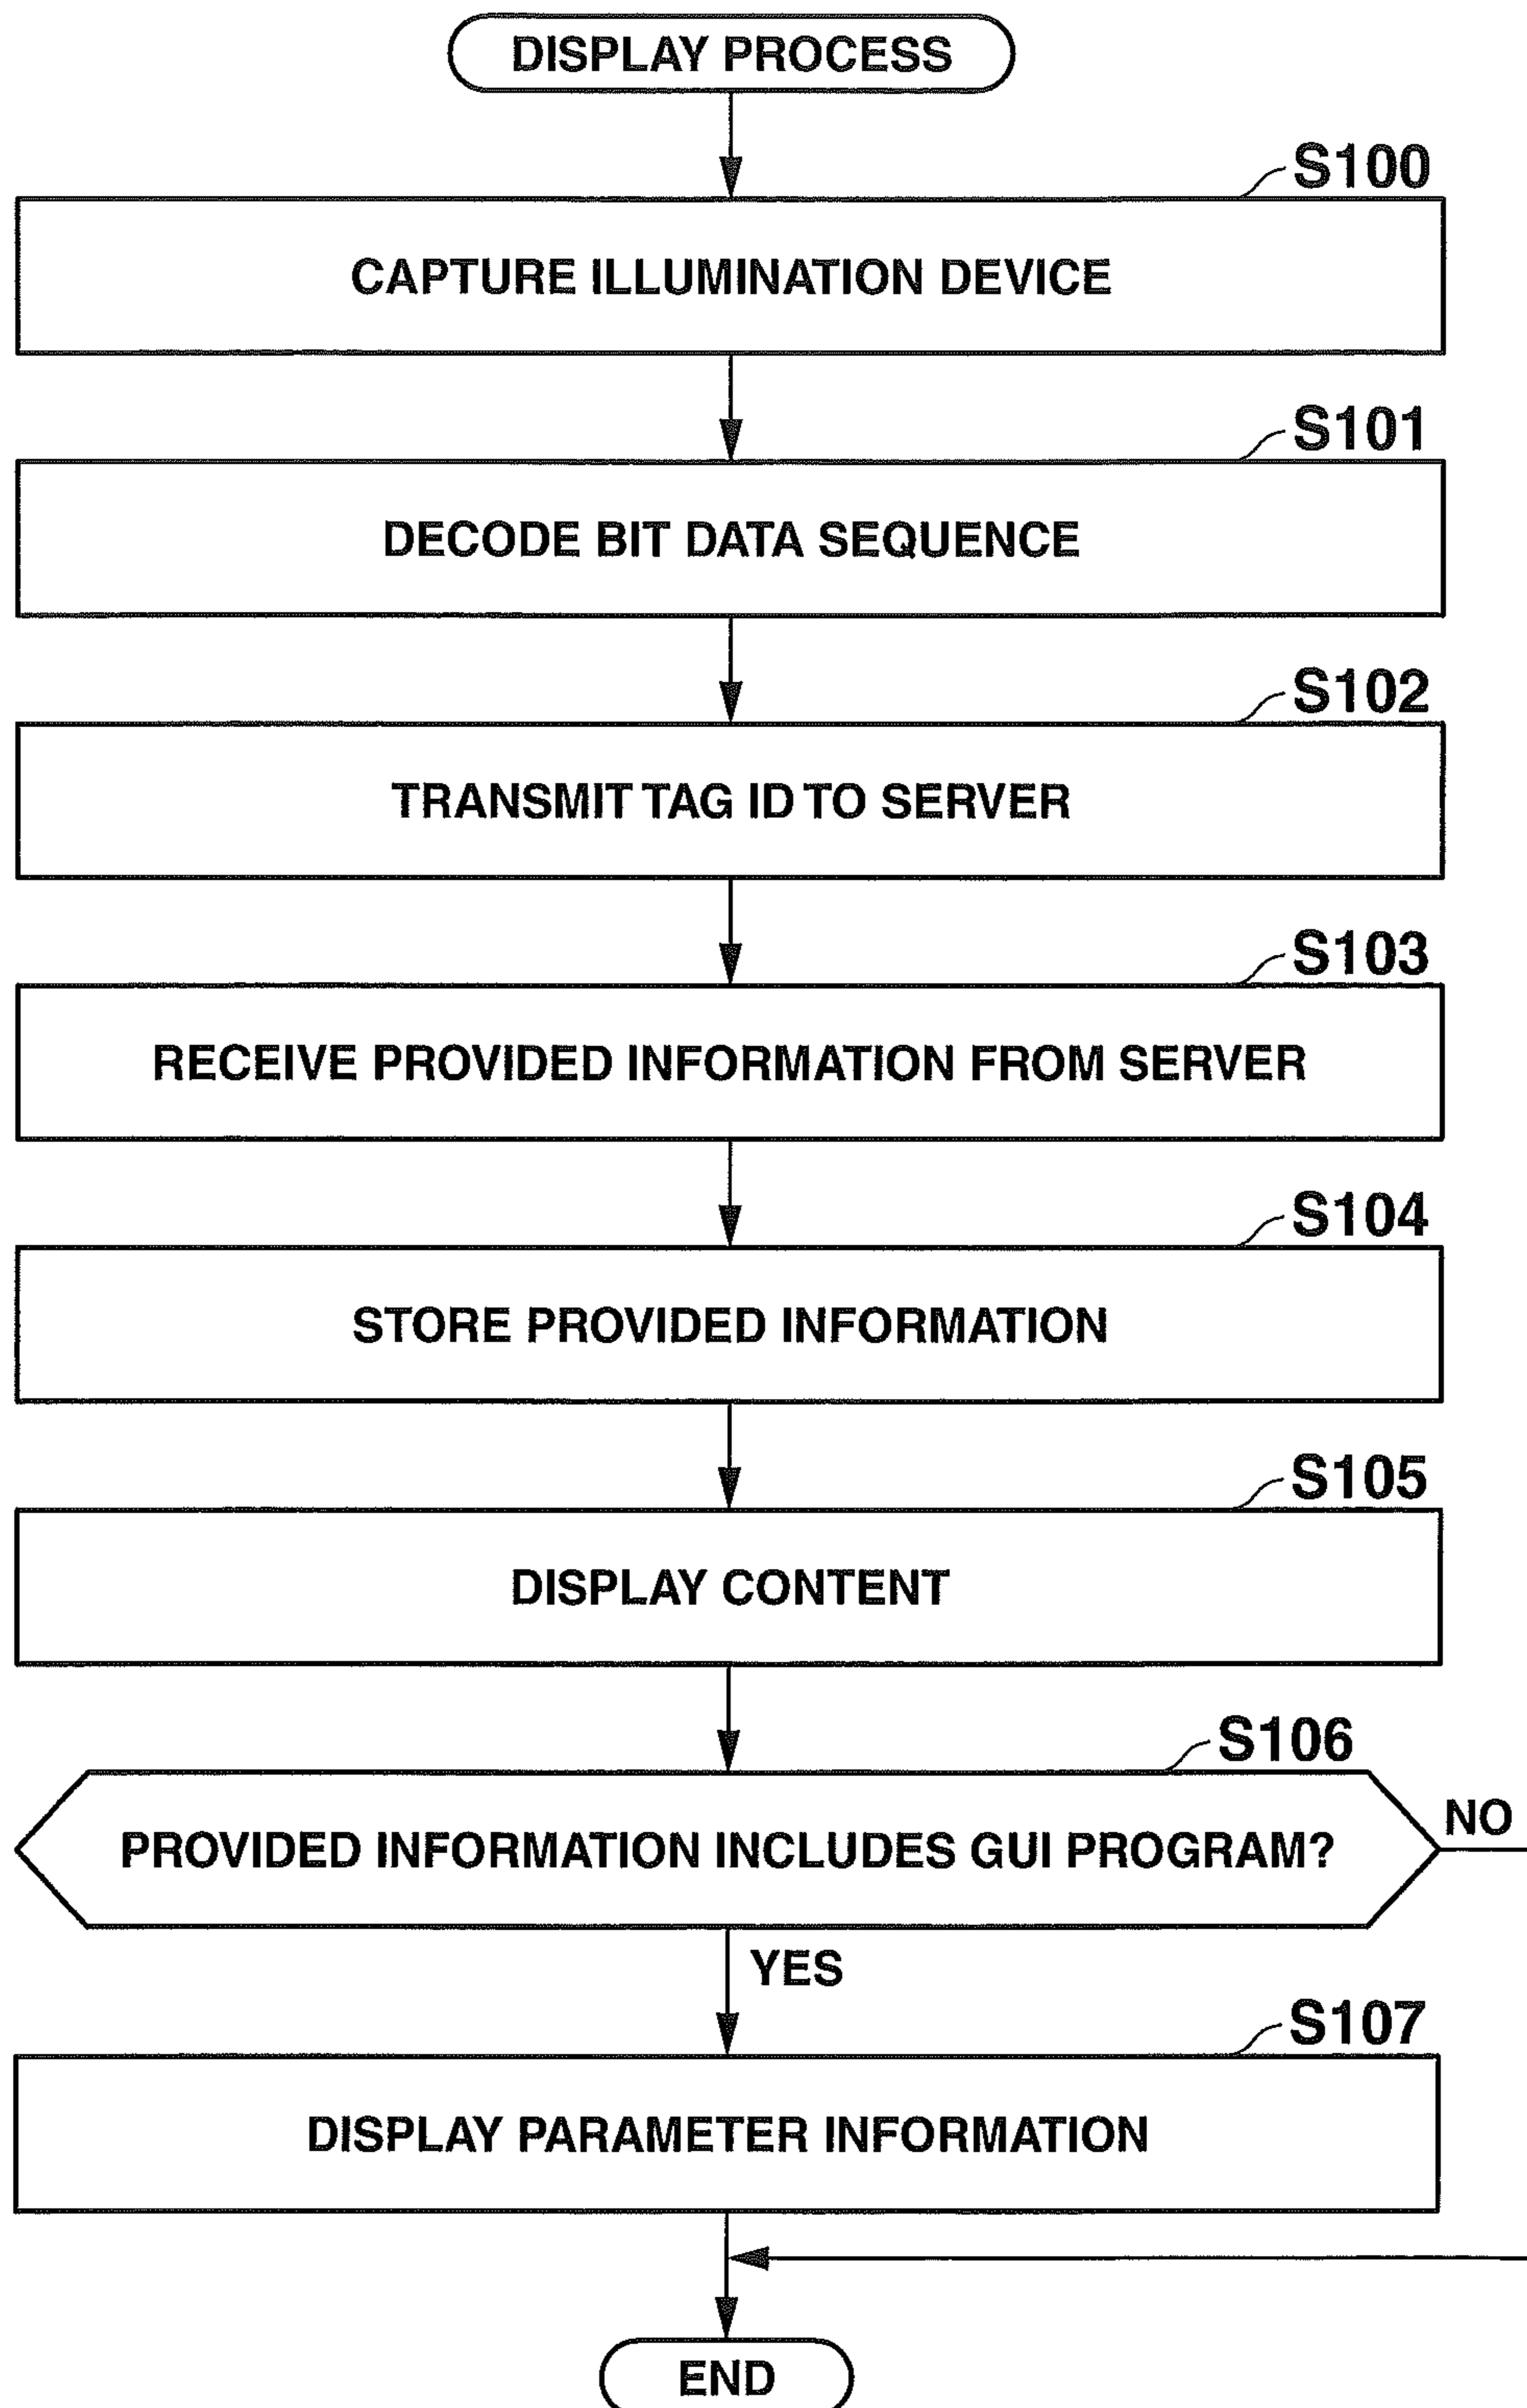 DISPLAY PROCESS
S100
CAPTURE ILLUMINATION DEVICE
S101
DECODE BIT DATA SEQUENCE
S102
TRANSMIT TAG ID TO SERVER
S103
RECEIVE PROVIDED INFORMATION FROM SERVER
S104
STORE PROVIDED INFORMATION
S105
DISPLAY CONTENT
S106
PROVIDED INFORMATION INCLUDES GUI PROGRAM?
NO
YES
S107
DISPLAY PARAMETER INFORMATION
END